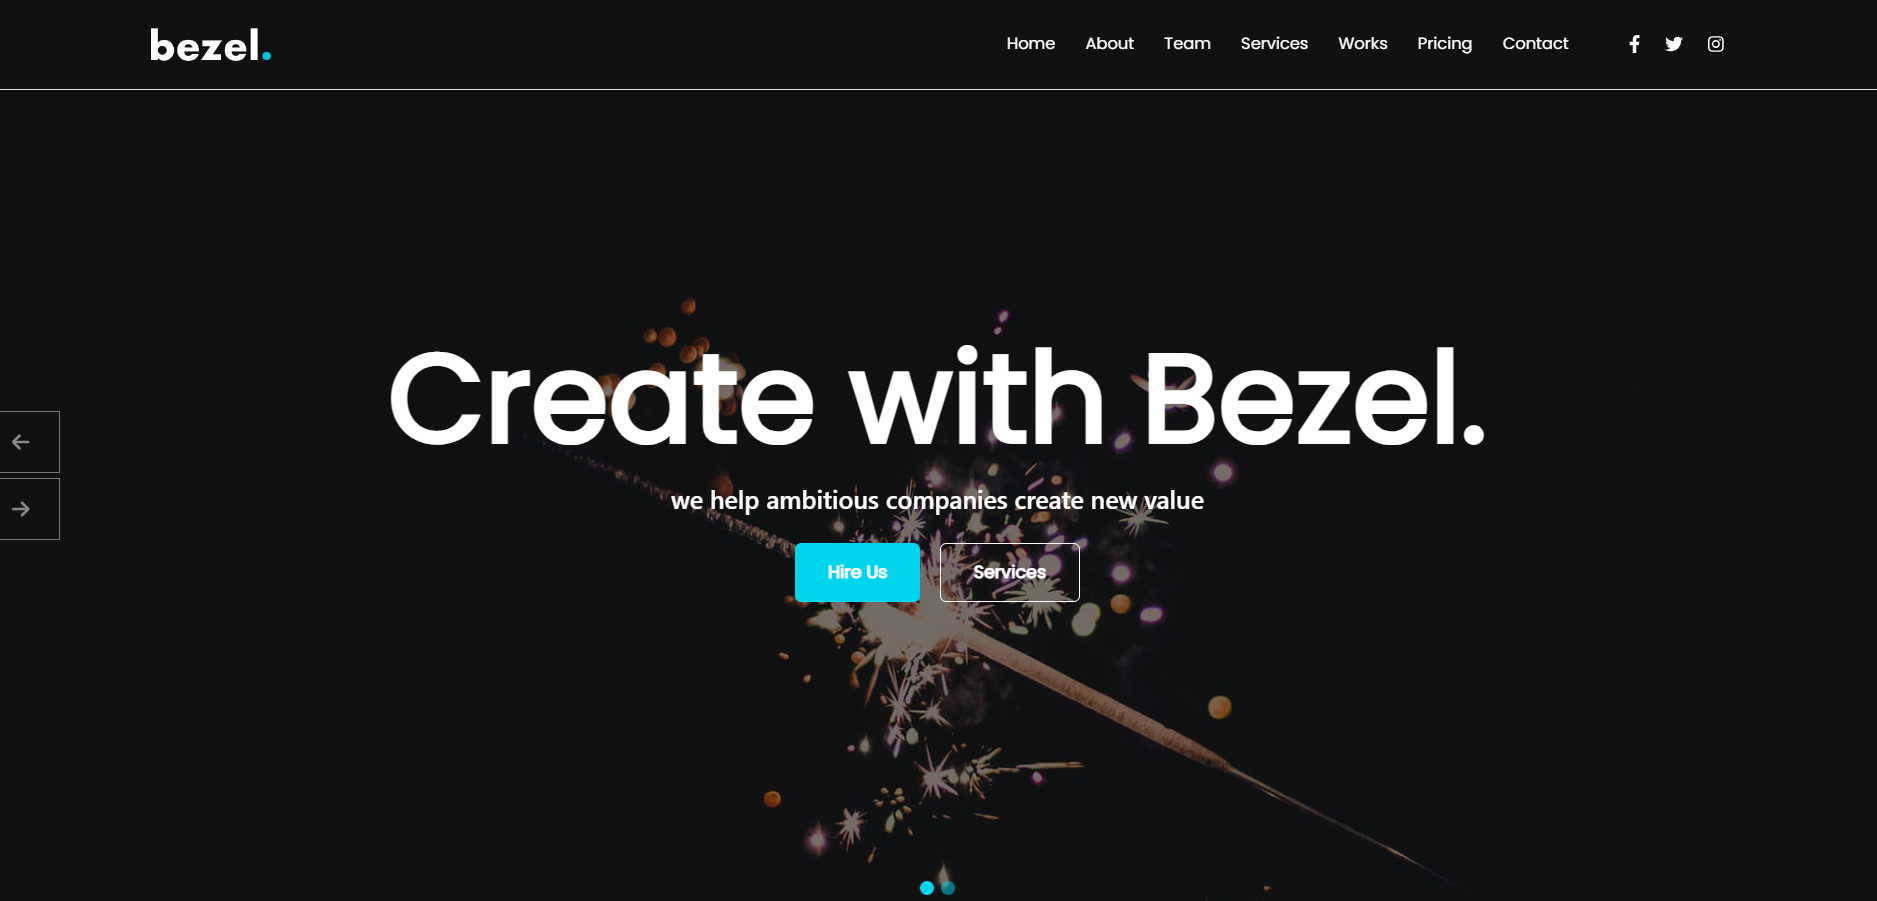 bezel.
Home About Team Services Works Pricing Contact
Create with Bezel.
we help ambitious companies create new value
Hire Us Services